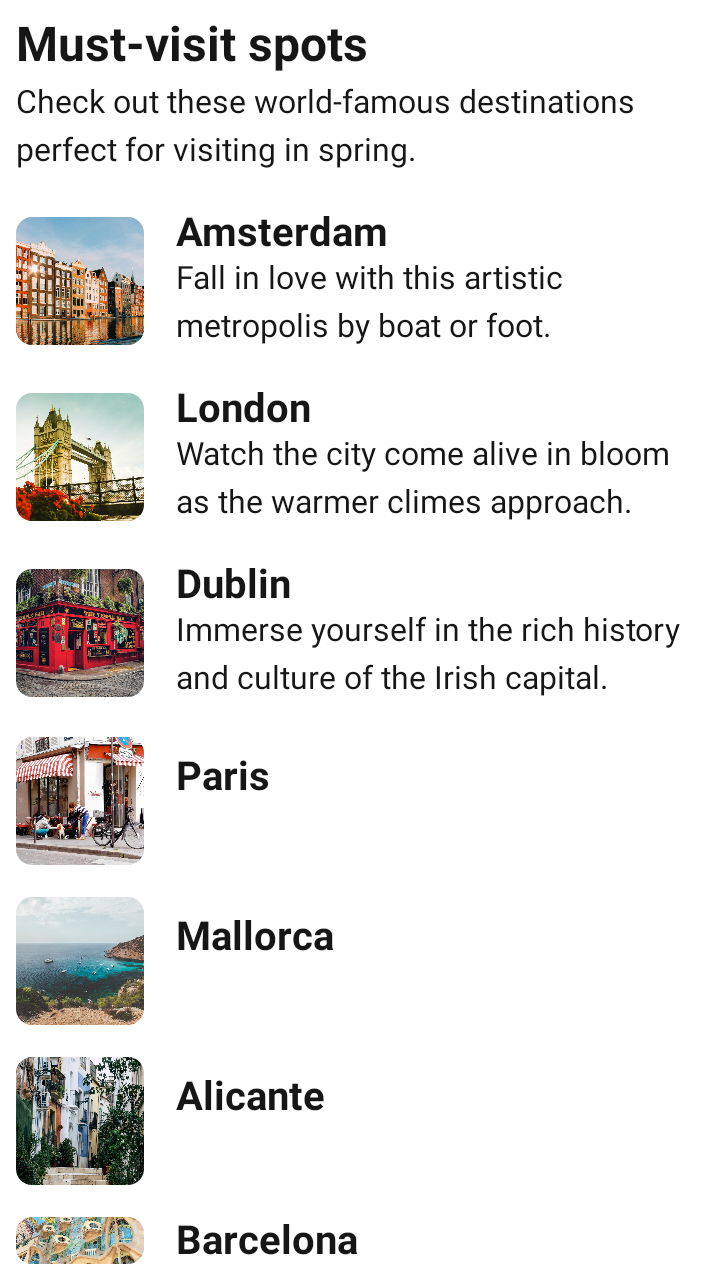 Must-visit spots
Check out these world-famous destinations
perfect for visiting in spring.
Amsterdam
Fall in love with this artistic
metropolis by boat or foot.
London
Watch the city come alive in bloom
as the warmer climes approach.
Dublin
Immerse yourself in the rich history
and culture of the Irish capital.
Paris
Mallorca
Alicante
Barcelona